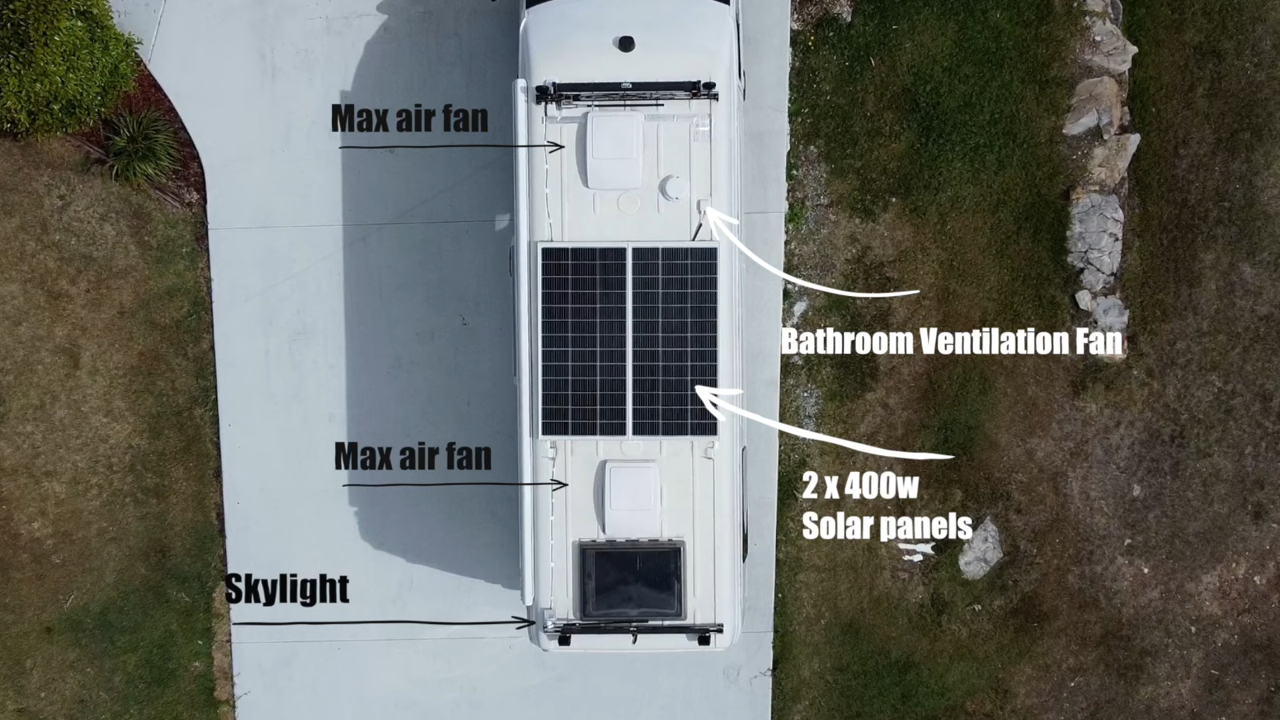 Max air fan
Bathroom Ventilation Fan
Max air fan
2 x 400w
Solar panels
Skylight